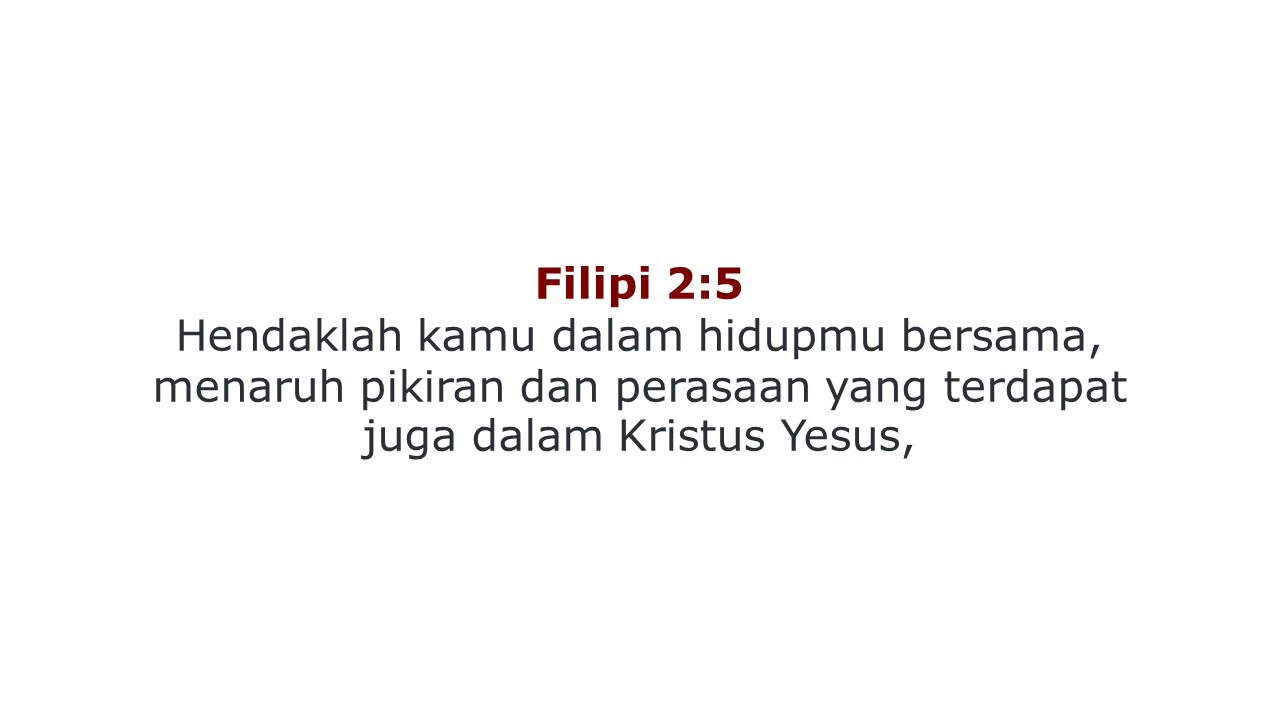 Filipi 2:5
Hendaklah kamu dalam hidupmu bersama,
menaruh pikiran dan perasaan yang terdapat
juga dalam Kristus Yesus,